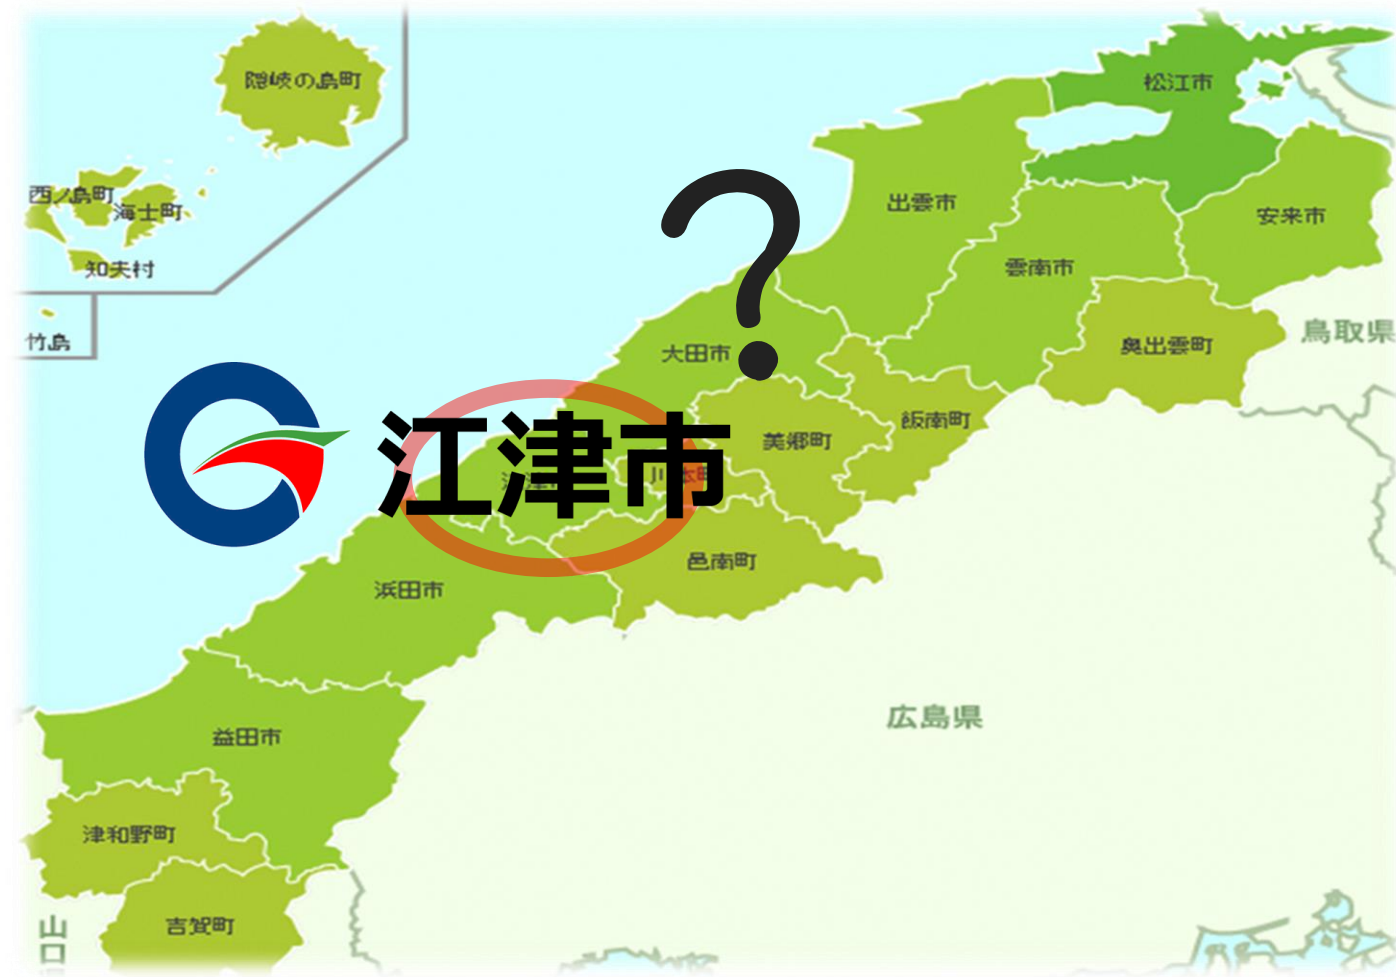 隠岐の島町
松江市
西ノ島町
海士町
出雲市
安来市
知夫村
雲南市
竹島
?
鳥取県
奥出雲町
大田市
飯南町
美郷町
江津市
川本町
邑南町
浜田市
広島県
益田市
津和野町
吉賀町
山口